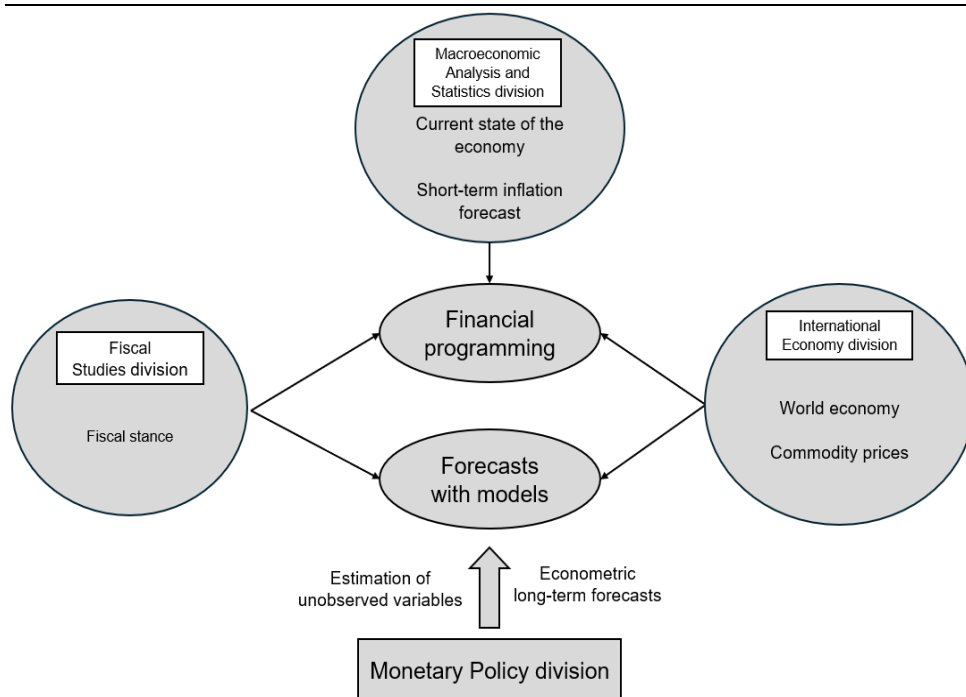 Macroeconomic
Analysis and
Statistics division
Current state of the
economy
Short-term inflation
forecast
Financial
programming
Fiscal
Studies division
Fiscal stance
International
Economy division
World economy
Commodity prices
Forecasts
with models
Estimation of
unobserved variables
Econometric
long-term forecasts
Monetary Policy division